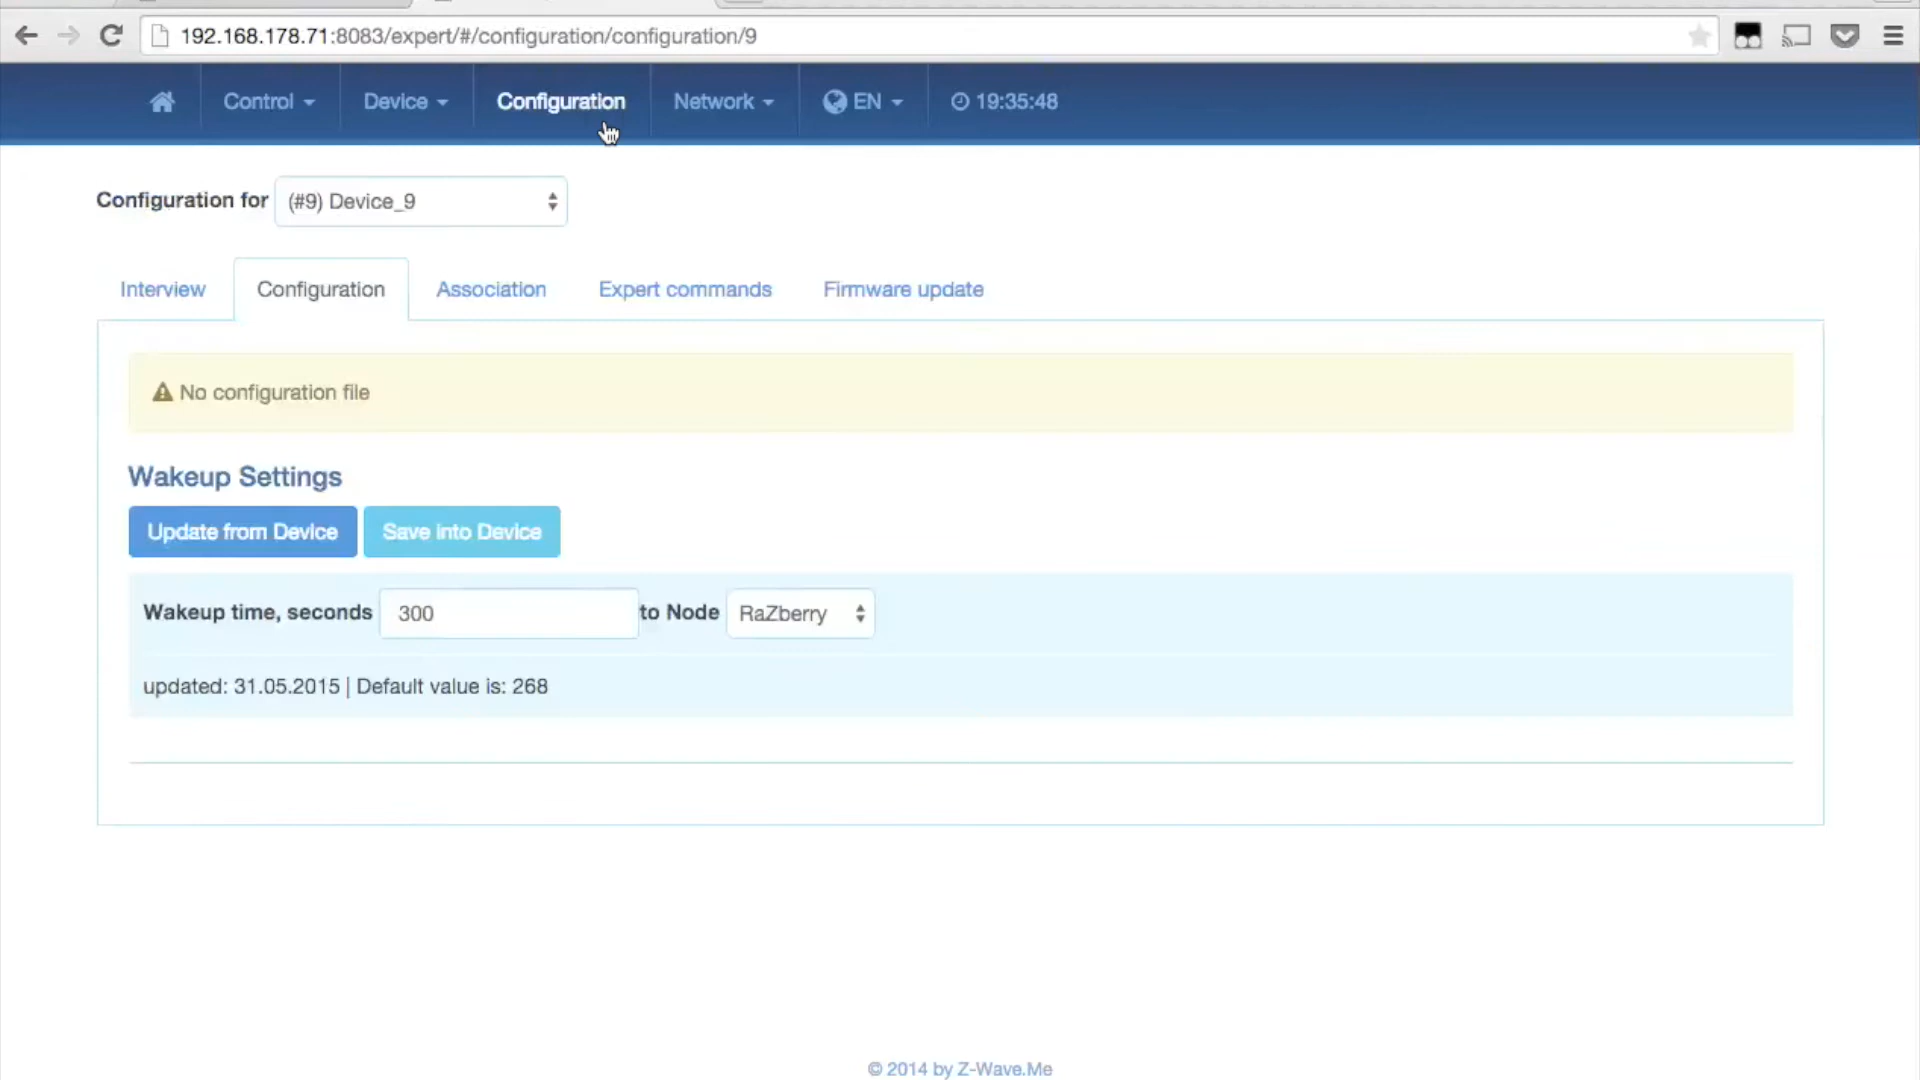 192.168.178.71:8083/expert/#/configuration/configuration/9
Control Device Configuration Network EN 19:35:48
Configuration for (#9) Device_9
Interview Configuration Association Expert commands Firmware update
No configuration file
Wakeup Settings
Update from Device Save into Device
Wakeup time, seconds 300 to Node RaZberry
updated: 31.05.2015 | Default value is: 268
© 2014 by Z-Wave.Me